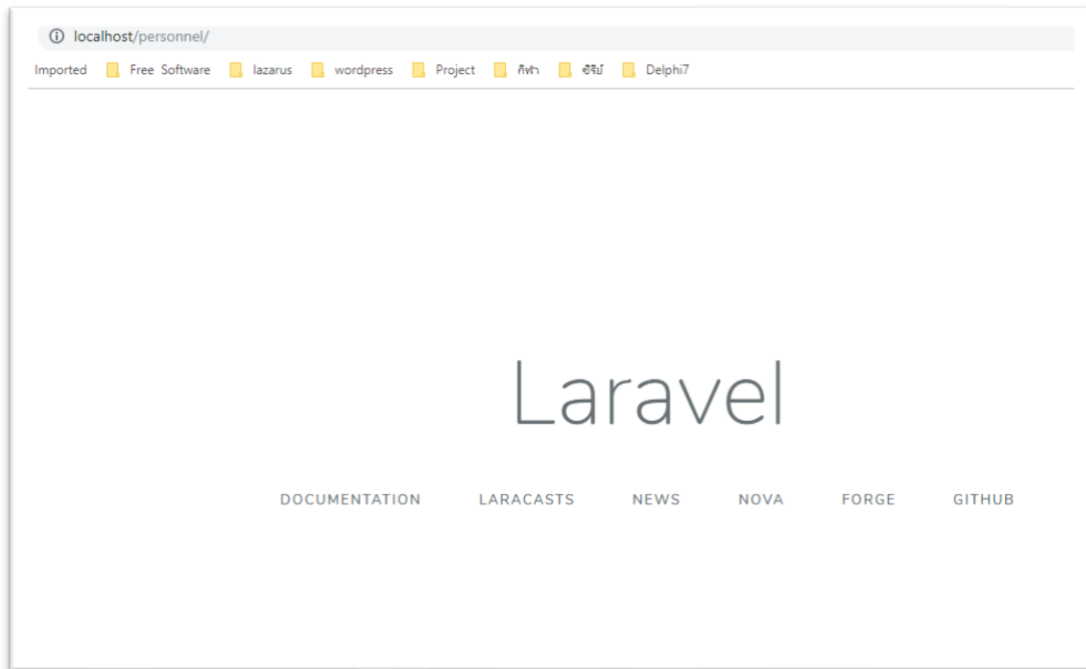 localhost/personnel/
Imported Free Software lazarus wordpress Project กีฬา ซีรีย์ Delphi7
Laravel
DOCUMENTATION LARACASTS NEWS NOVA FORGE GITHUB